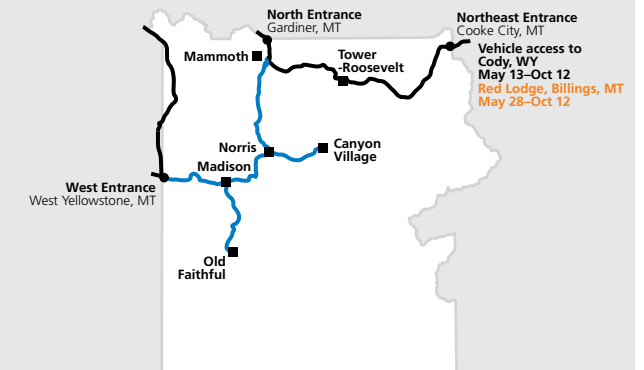 North Entrance
Gardiner, MT
Northeast Entrance
Cooke City, MT
Mammoth
Tower
-Roosevelt
Vehicle access to
Cody, WY
May 13–Oct 12
Red Lodge, Billings, MT
May 28–Oct 12
Norris
Canyon
Village
Madison
West Entrance
West Yellowstone, MT
Old
Faithful